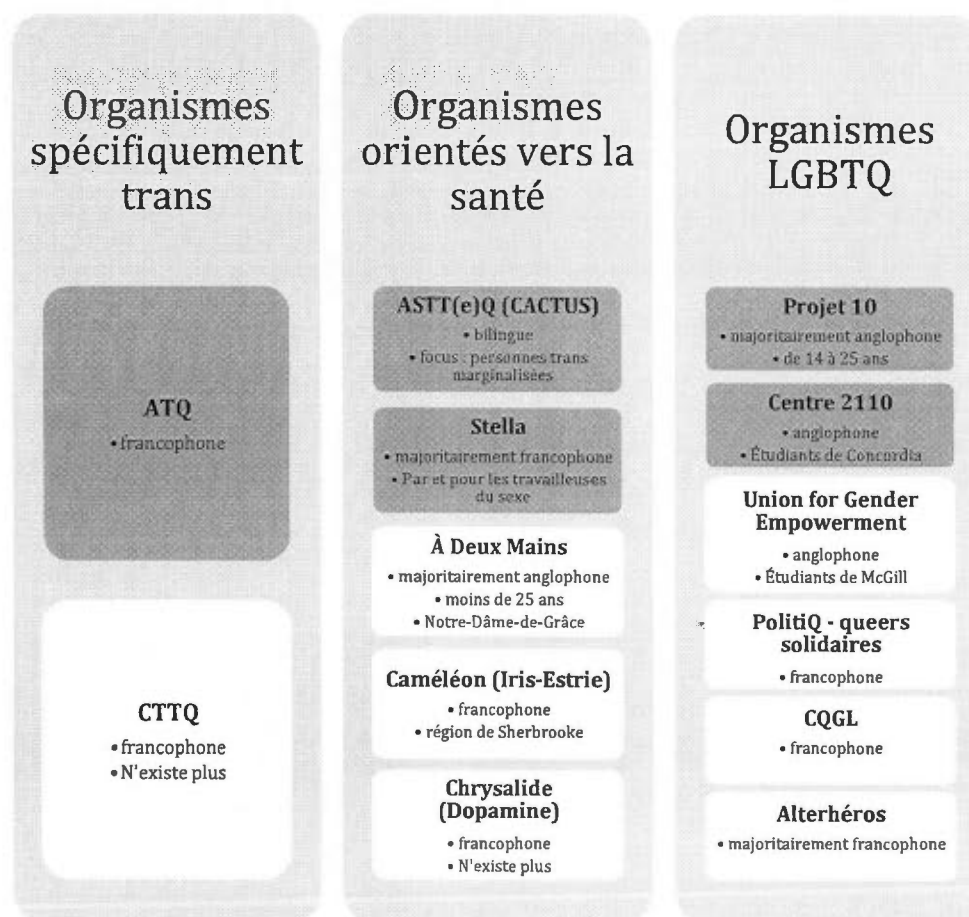 Organismes
spécifiquement
trans
ATQ
• francophone
CTTQ
• francophone
• N'existe plus
Organismes
orientés vers la
santé
ASTT(e)Q (CACTUS)
• bilingue
• focus : personnes trans
marginalisées
Stella
• majoritairement francophone
• Par et pour les travailleuses
du sexe
À Deux Mains
• majoritairement anglophone
• moins de 25 ans
• Notre-Dâme-de-Grâce
Caméléon (Iris-Estrie)
• francophone
• région de Sherbrooke
Chrysalide
(Dopamine)
• francophone
• N'existe plus
Organismes
LGBTQ
Projet 10
• majoritairement anglophone
• de 14 à 25 ans
Centre 2110
• anglophone
• Étudiants de Concordia
Union for Gender
Empowerment
• anglophone
• Étudiants de McGill
PolitiQ - queers
solidaires
• francophone
CQGL
• francophone
Alterhéros
• majoritairement francophone